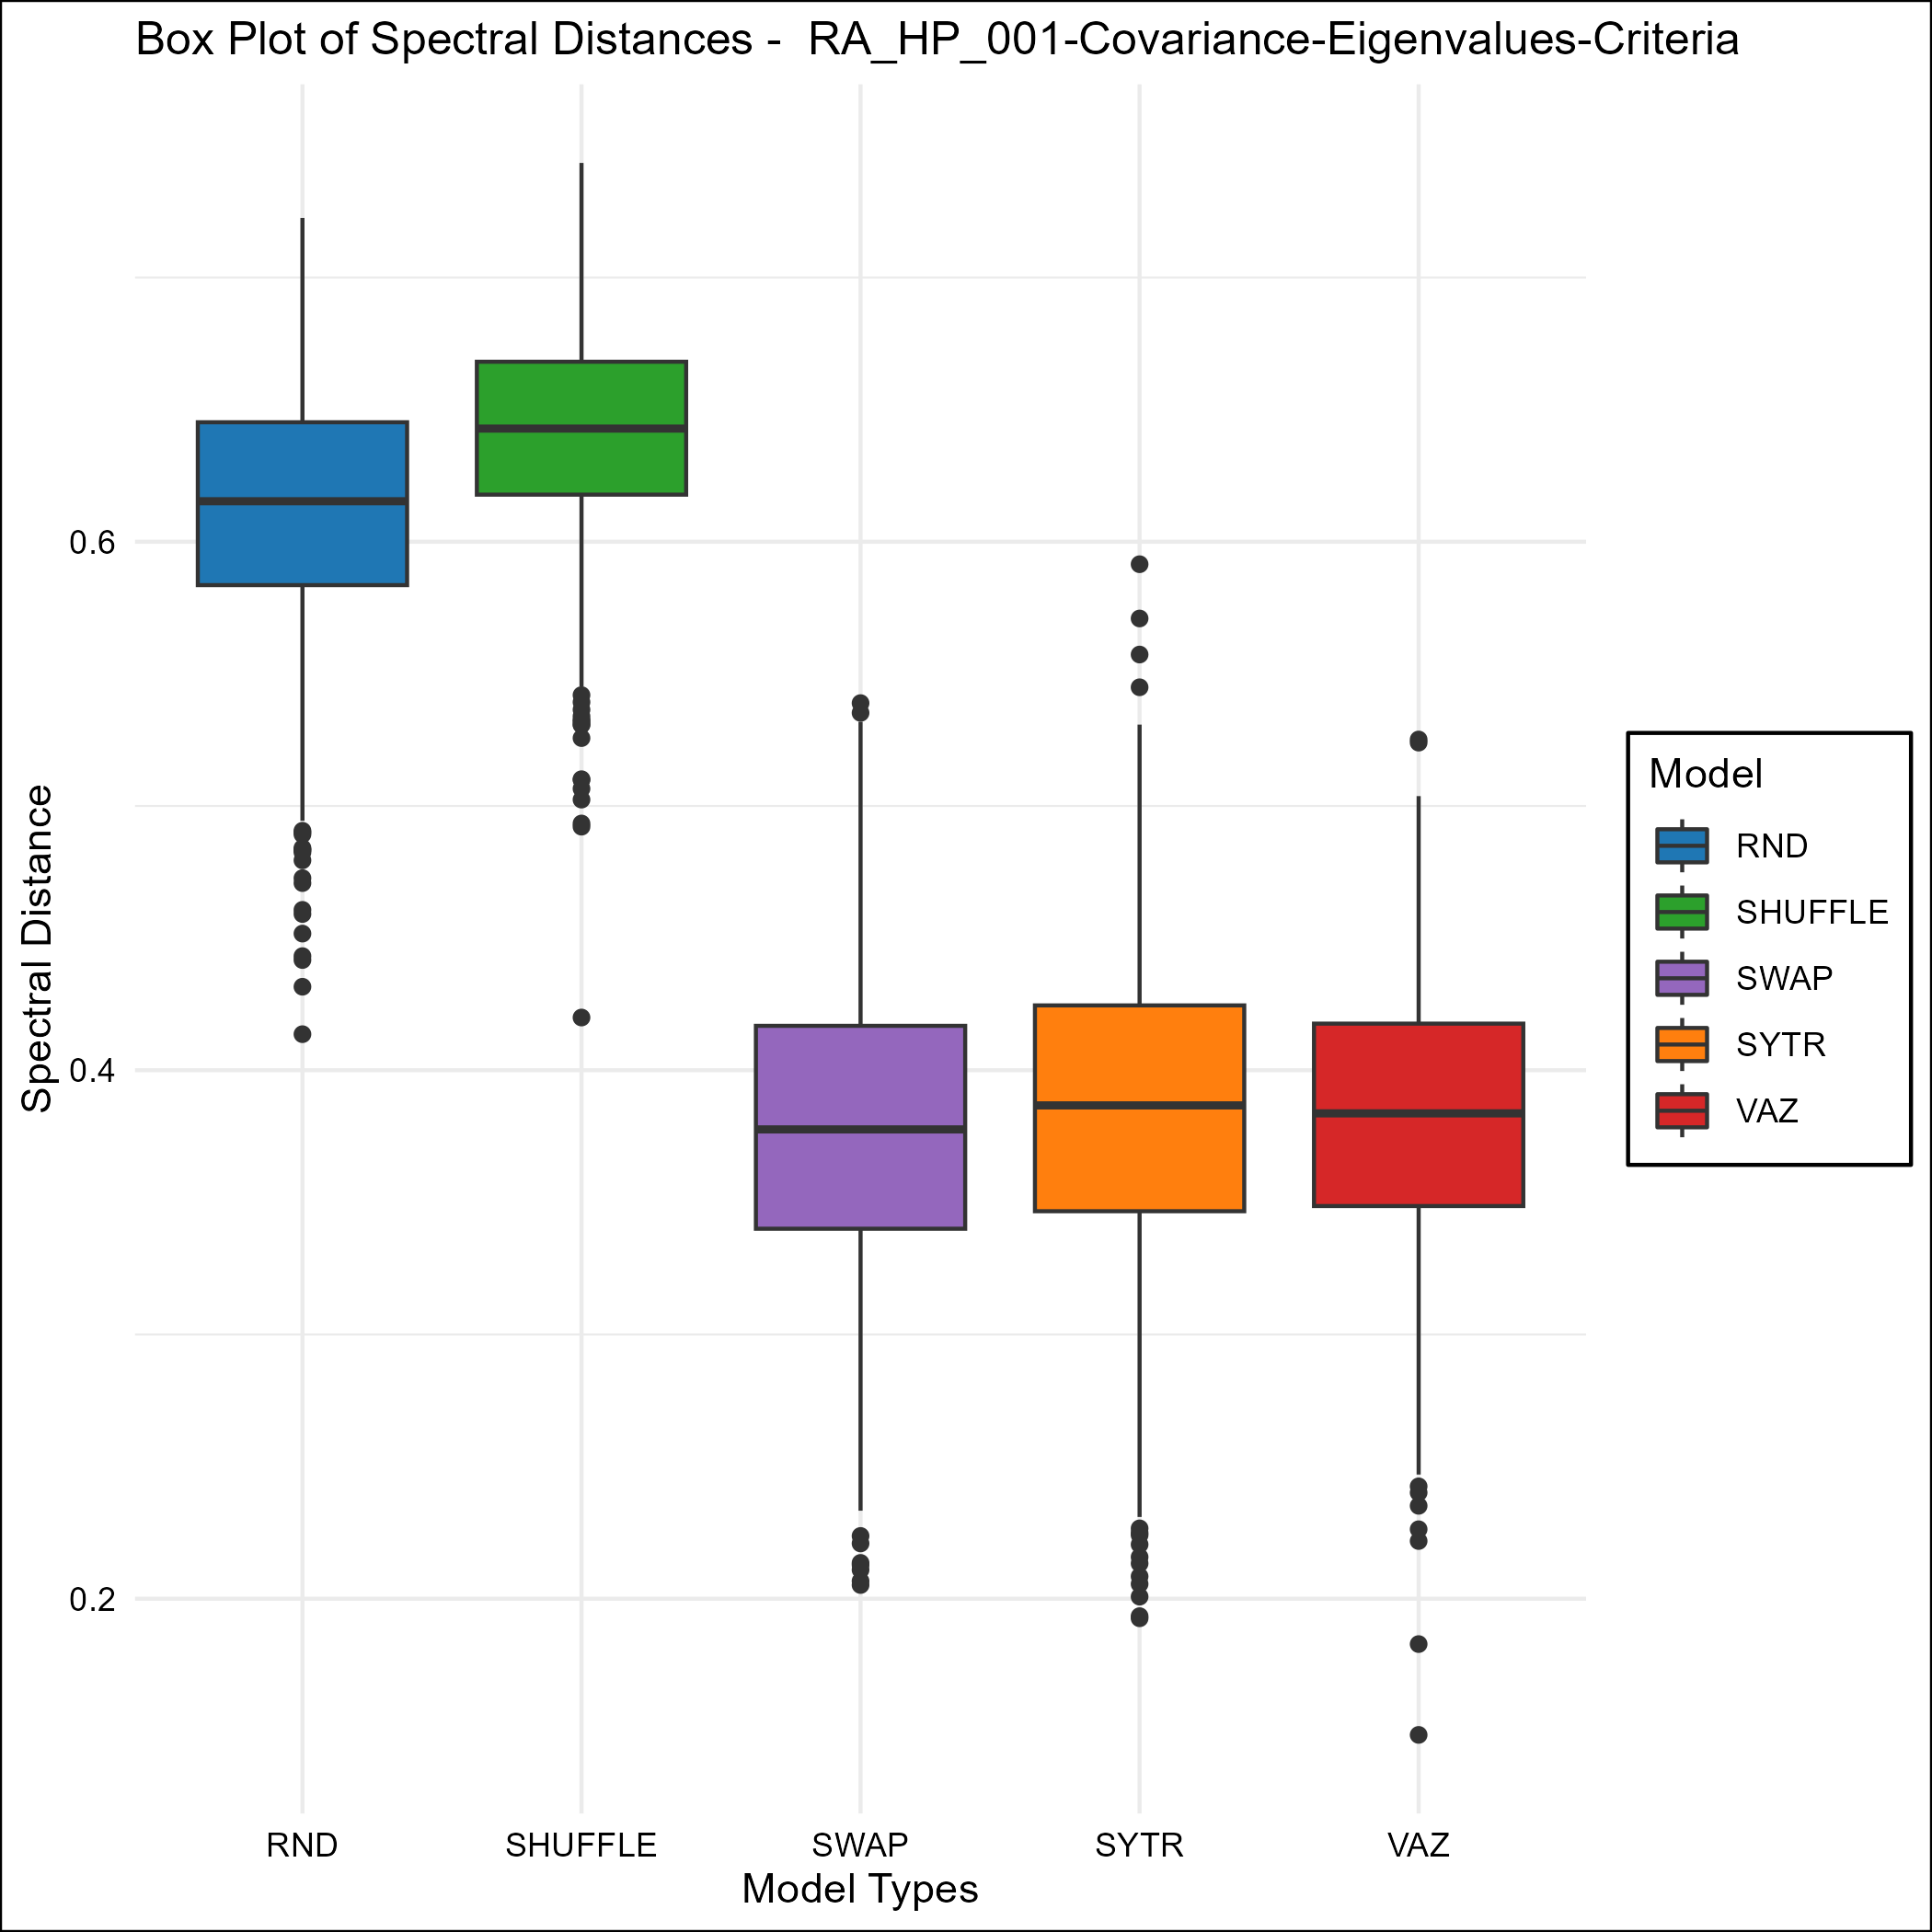 Box Plot of Spectral Distances -  RA_HP_001-Covariance-Eigenvalues-Criteria
Spectral Distance
0.6
0.4
0.2
RND
SHUFFLE
SWAP
SYTR
VAZ
Model Types
Model
RND
SHUFFLE
SWAP
SYTR
VAZ